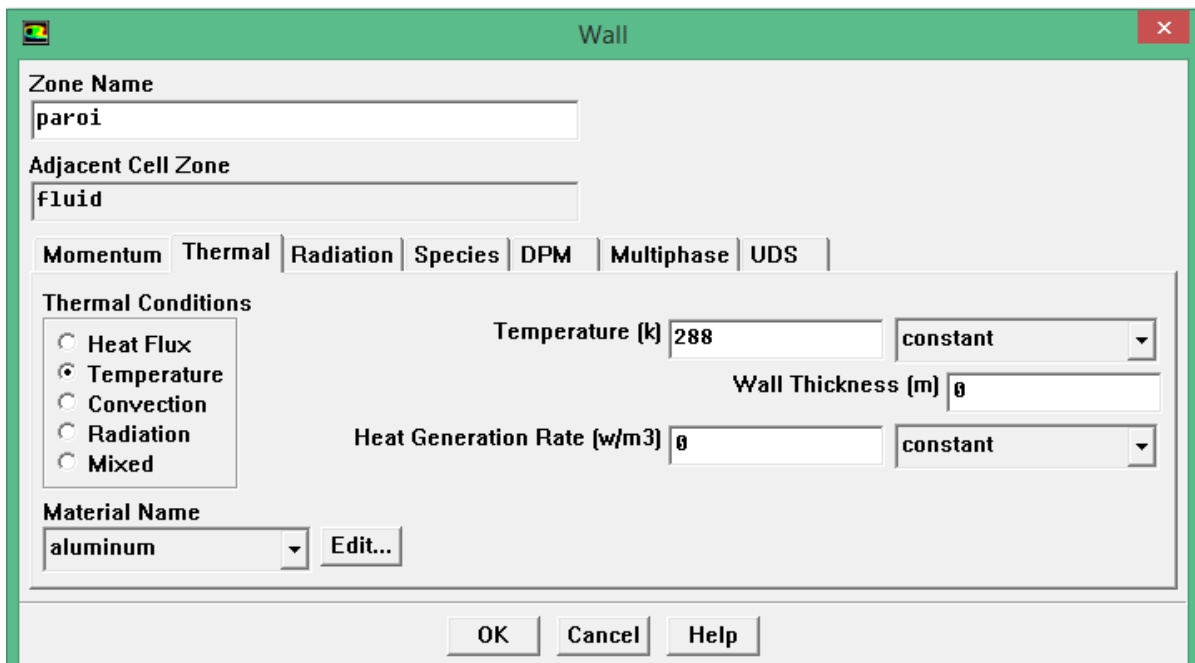 Wall
Zone Name
paroi
Adjacent Cell Zone
fluid
Momentum Thermal Radiation Species DPM Multiphase UDS
Thermal Conditions
Heat Flux
Temperature
Convection
Radiation
Mixed
Temperature (k) 288 constant
Wall Thickness (m) 0
Heat Generation Rate (w/m3) 0 constant
Material Name
aluminum Edit...
OK Cancel Help